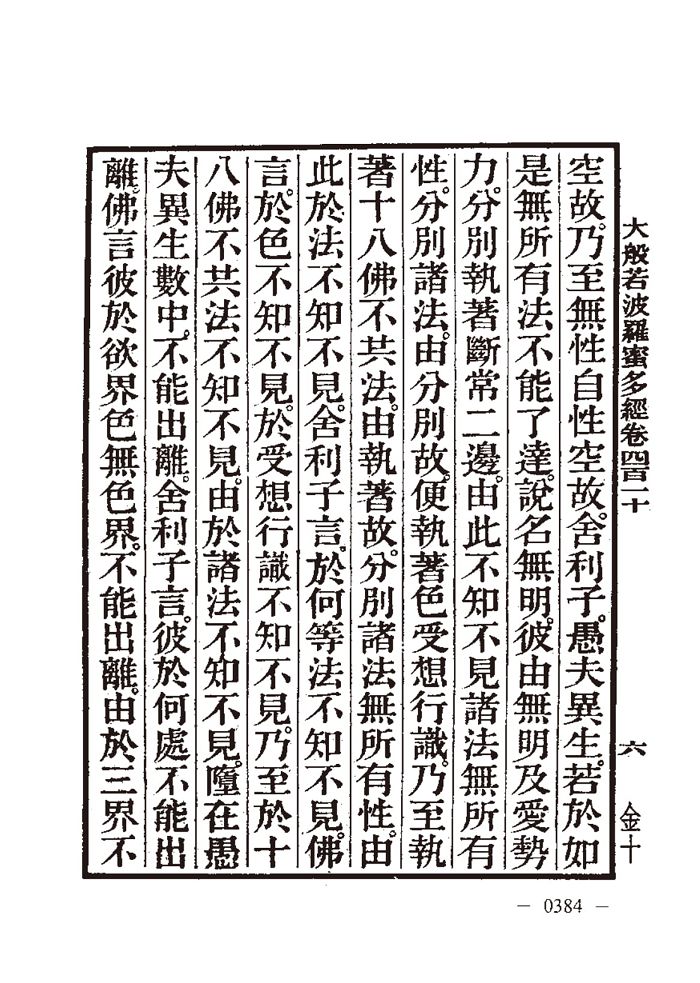 大般若波羅蜜多經卷四百二十 六 金十
空故。乃至無性自性空故。舍利子。愚夫異生。若於如
是無所有法。不能了達。說名無明。彼由無明及愛勢
力。分別執著斷常二邊。由此不知不見諸法無所有
性。分別諸法。由分別故。便執著色受想行識。乃至執
著十八佛不共法。由執著故。分別諸法無所有性。由
此於法不知不見。舍利子言。於何等法不知不見。佛
言。於色不知不見。於受想行識不知不見。乃至於十
八佛不共法。不知不見。由於諸法不知不見。墮在愚
夫異生數中。不能出離。舍利子言。彼於何處不能出
離。佛言彼於欲界色無色界。不能出離。由於三界不
— 0384 —